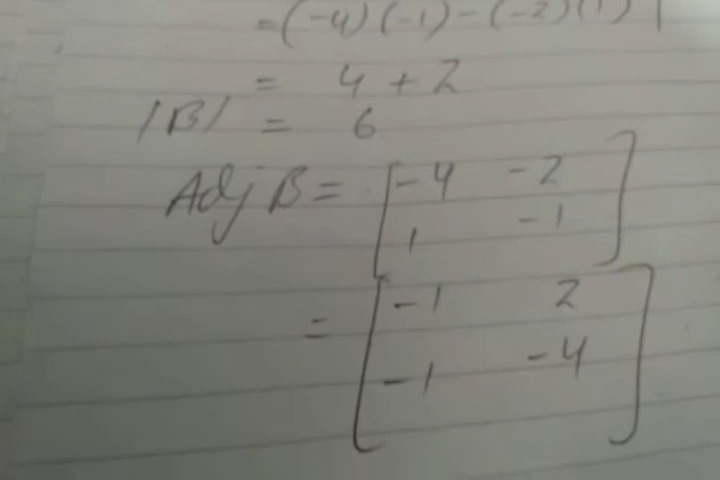 =(-4)(-1)-(-2)(1)
= 4 + 2
|B| = 6
Adj B = [-4 -2
1 -1]
= [-1 2
-1 -4]